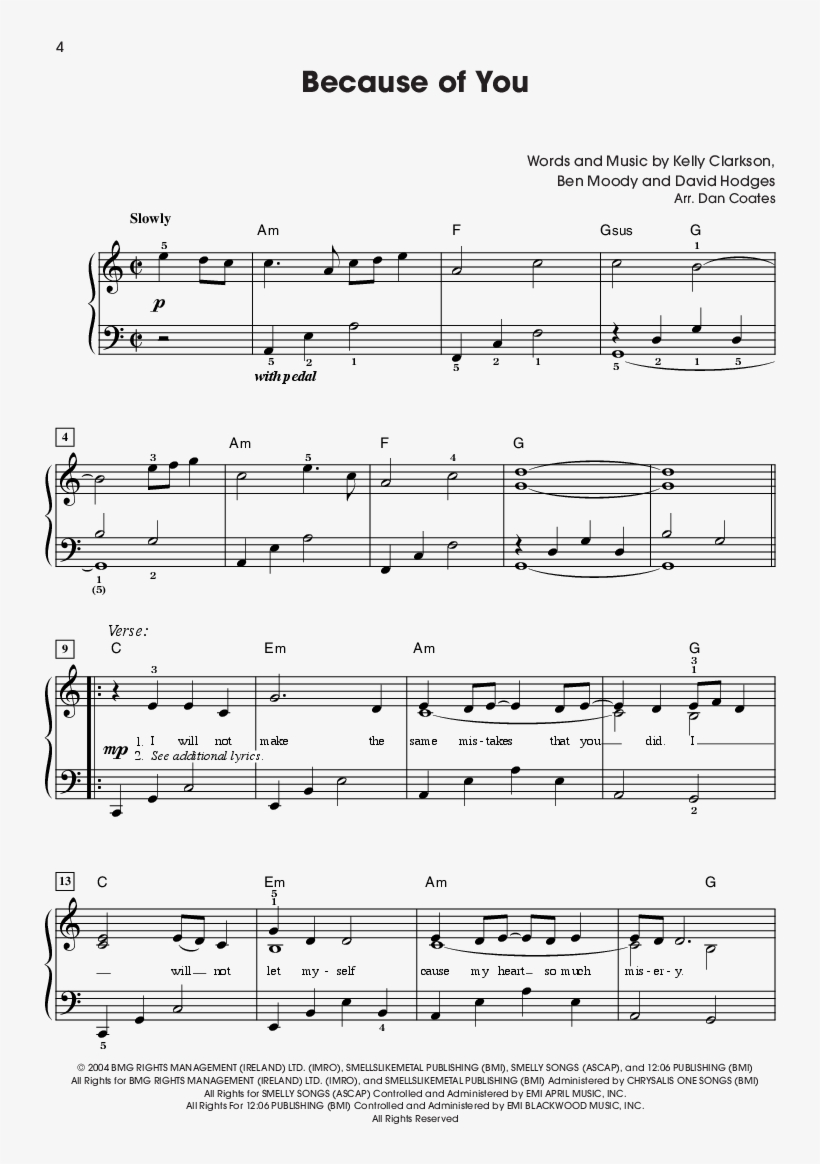 4
Because of You
Words and Music by Kelly Clarkson,
Ben Moody and David Hodges
Arr. Dan Coates
Slowly
Am F Gsus G
5 1
p
5 2 1 5 2 1 5 2 1 5
with pedal
4
Am F G
3 5 4
1 2
(5)
Verse:
9
C Em Am G
3 3
1
1. I will not make the same mis - takes that you did. I
mp 2. See additional lyrics.
2
13
C Em Am G
5
1
will not let my - self cause my heart so much mis - er - y.
5 4
© 2004 BMG RIGHTS MANAGEMENT (IRELAND) LTD. (IMRO), SMELLSLIKEMETAL PUBLISHING (BMI), SMELLY SONGS (ASCAP), and 12:06 PUBLISHING (BMI)
All Rights for BMG RIGHTS MANAGEMENT (IRELAND) LTD. (IMRO), and SMELLSLIKEMETAL PUBLISHING (BMI) Administered by CHRYSALIS ONE SONGS (BMI)
All Rights for SMELLY SONGS (ASCAP) Controlled and Administered by EMI APRIL MUSIC, INC.
All Rights For 12:06 PUBLISHING (BMI) Controlled and Administered by EMI BLACKWOOD MUSIC, INC.
All Rights Reserved